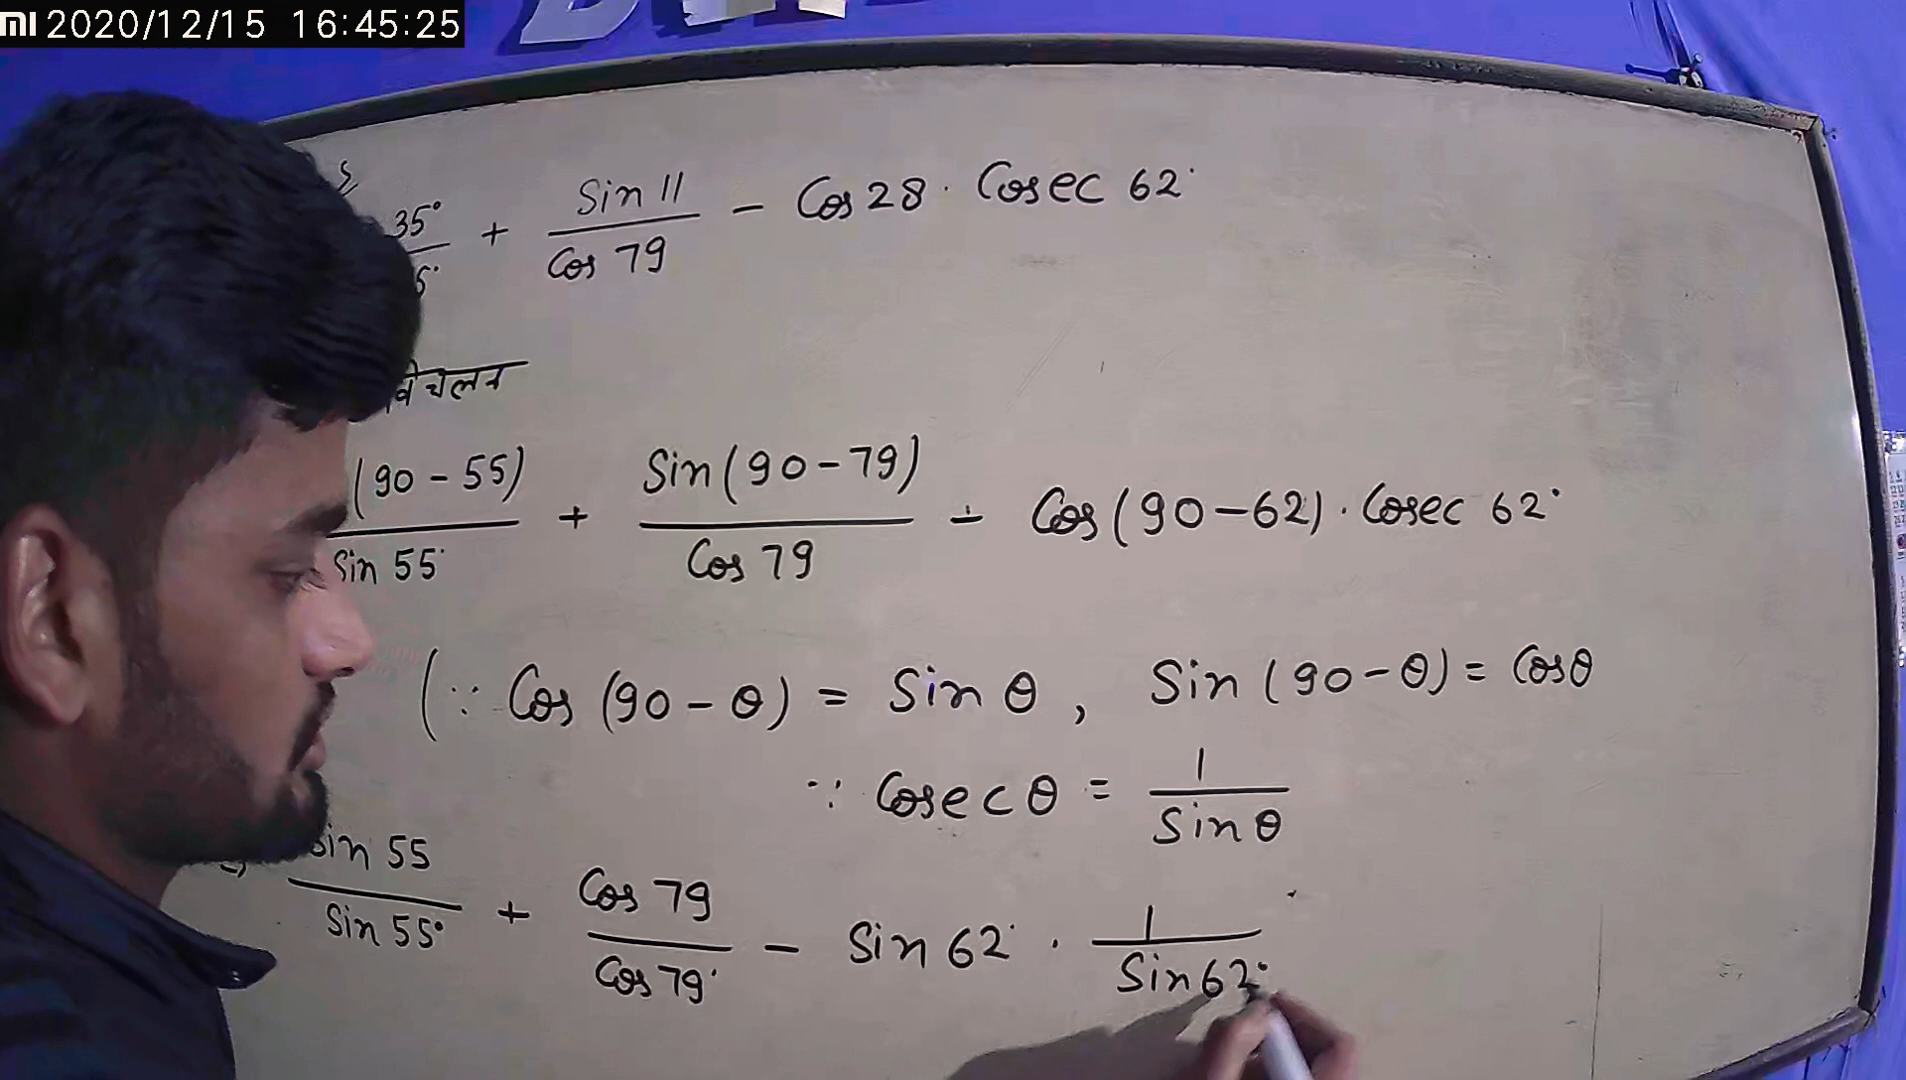 MI 2020/12/15 16:45:25
35° + Sin 11 / Cos 79 - Cos 28 · Cosec 62°
(90 - 55) / Sin 55° + Sin (90 - 79) / Cos 79 - Cos (90 - 62) · Cosec 62°
(∵ Cos (90 - θ) = Sin θ, Sin (90 - θ) = Cos θ
∵ Cosec θ = 1 / Sin θ
Sin 55 / Sin 55° + Cos 79 / Cos 79° - Sin 62° · 1 / Sin 62°